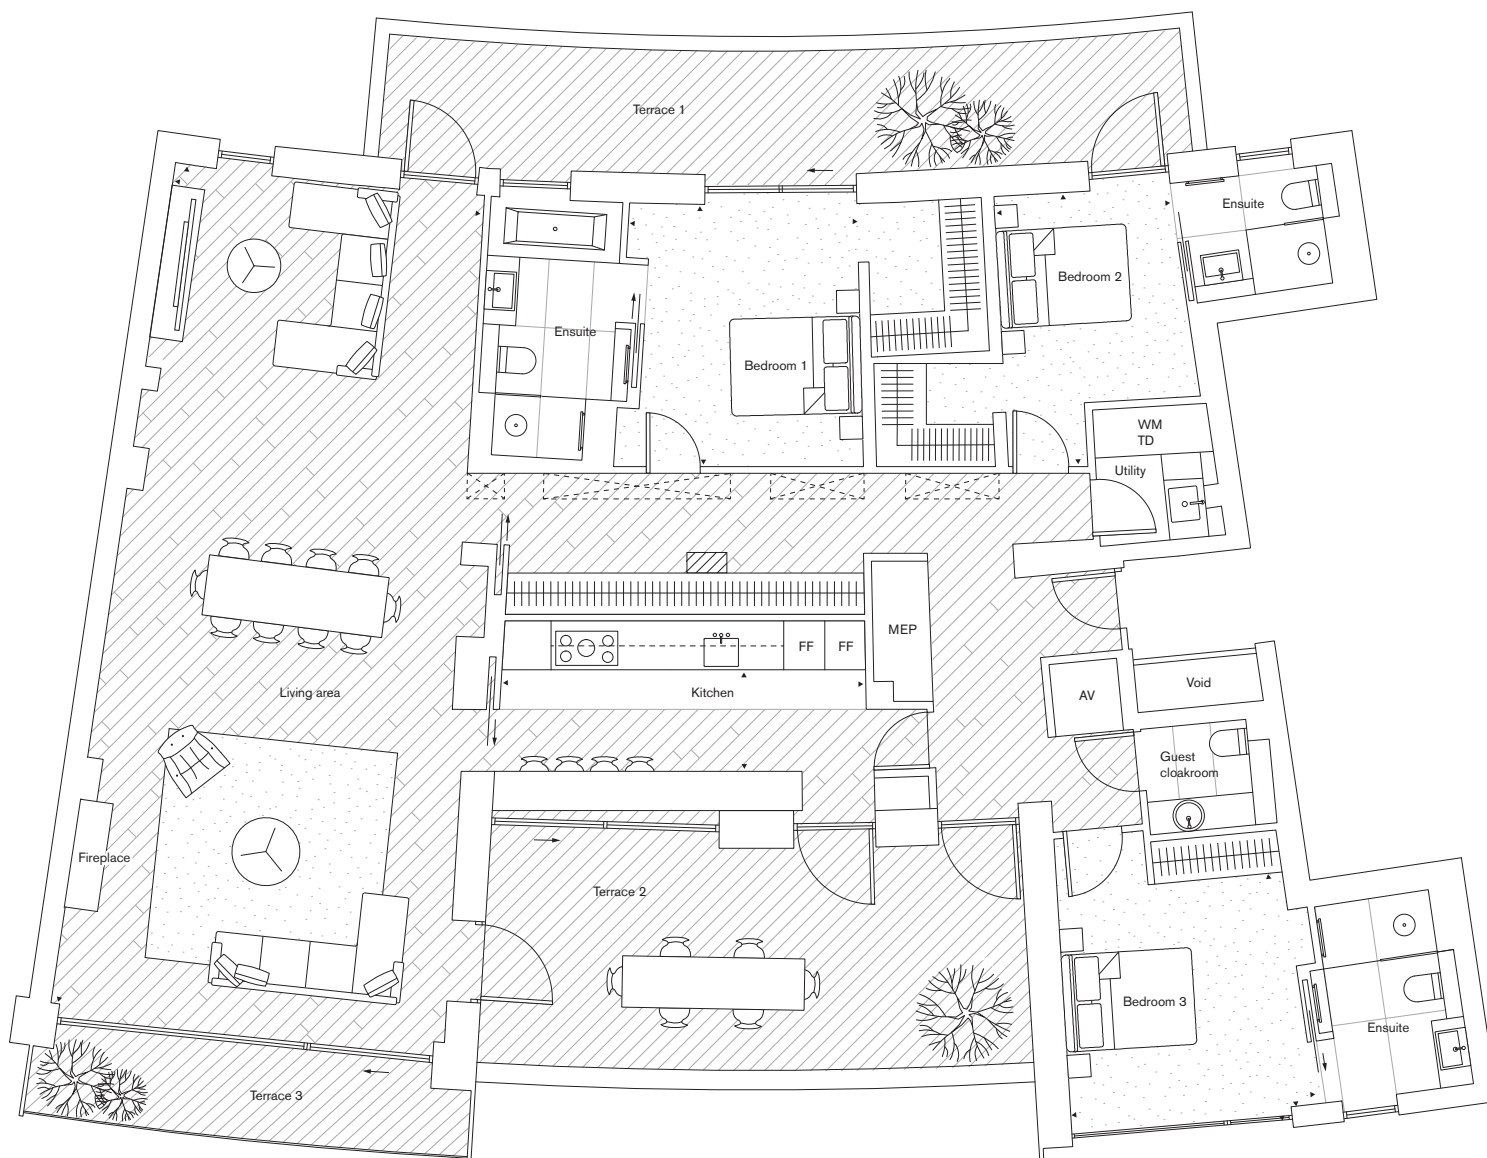 Terrace 1
Ensuite
Bedroom 2
Ensuite
Bedroom 1
WM
TD
Utility
MEP
FF
FF
Living area
Kitchen
AV
Void
Guest
cloakroom
Fireplace
Terrace 2
Bedroom 3
Ensuite
Terrace 3